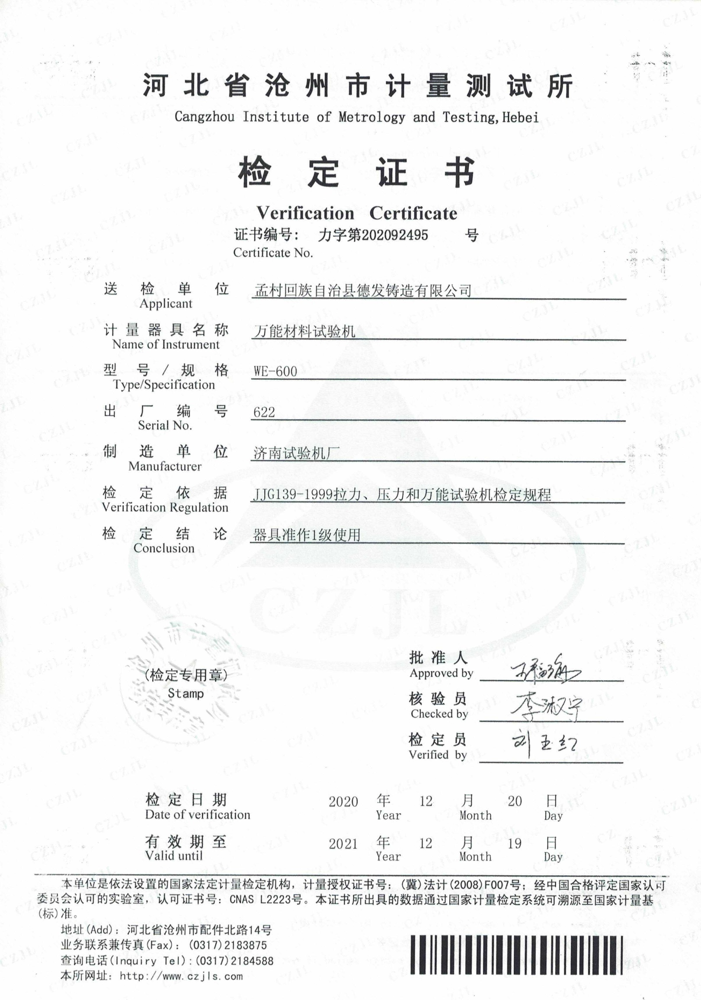 河北省沧州市计量测试所
Cangzhou Institute of Metrology and Testing,Hebei
检定证书
Verification Certificate
证书编号： 力字第202092495 号
Certificate No.
送检单位 孟村回族自治县德发铸造有限公司
Applicant
计量器具名称 万能材料试验机
Name of Instrument
型号/规格 WE-600
Type/Specification
出厂编号 622
Serial No.
制造单位 济南试验机厂
Manufacturer
检定依据 JJG139-1999拉力、压力和万能试验机检定规程
Verification Regulation
检定结论 器具准作1级使用
Conclusion
CZJL
(检定专用章)
Stamp
批准人
Approved by
核验员 李淑宁
Checked by
检定员 刘玉红
Verified by
检定日期 2020 年 12 月 20 日
Date of verification Year Month Day
有效期至 2021 年 12 月 19 日
Valid until Year Month Day
本单位是依法设置的国家法定计量检定机构，计量授权证书号：(冀)法计(2008)F007号；经中国合格评定国家认可
委员会认可的实验室，认可证书号：CNAS L2223号。本证书所出具的数据通过国家计量检定系统可溯源至国家计量基
(标)准。
地址(Add)：河北省沧州市配件北路14号
业务联系兼传真(Fax)：(0317)2183875
查询电话(Inquiry Tel):(0317)2184588
本所网址：http://www.czjls.com